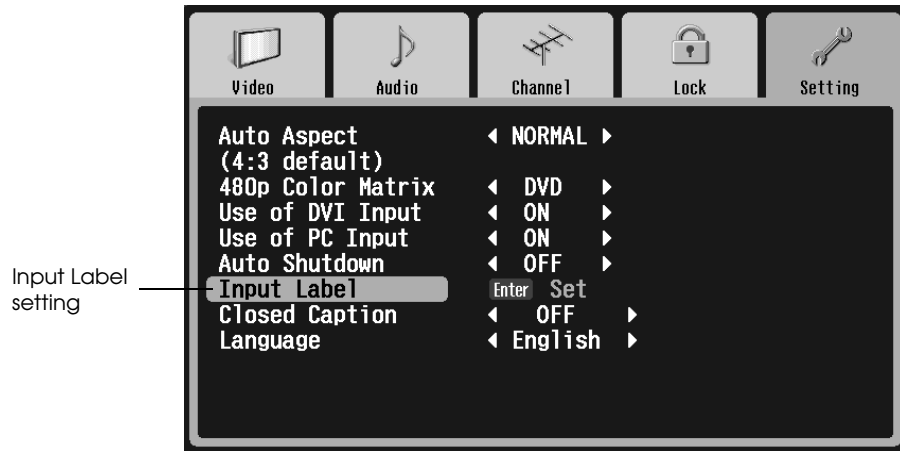 Video Audio Channel Lock Setting
Auto Aspect NORMAL
(4:3 default)
480p Color Matrix DVD
Use of DVI Input ON
Use of PC Input ON
Auto Shutdown OFF
Input Label
setting
Input Label Enter Set
Closed Caption OFF
Language English